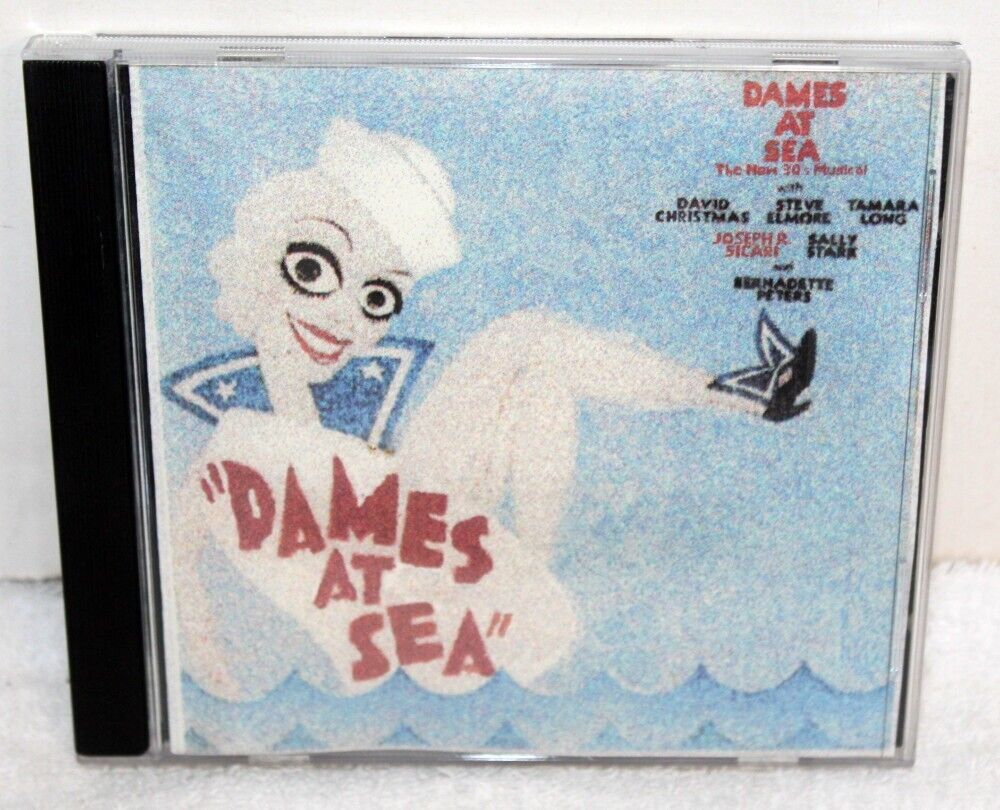 DAMES
AT
SEA
The New 30's Musical
with
DAVID STEVE TAMARA
CHRISTMAS ELMORE LONG
JOSEPH R. SALLY
SICARI STARK
and
BERNADETTE
PETERS
"DAMES
AT
SEA"